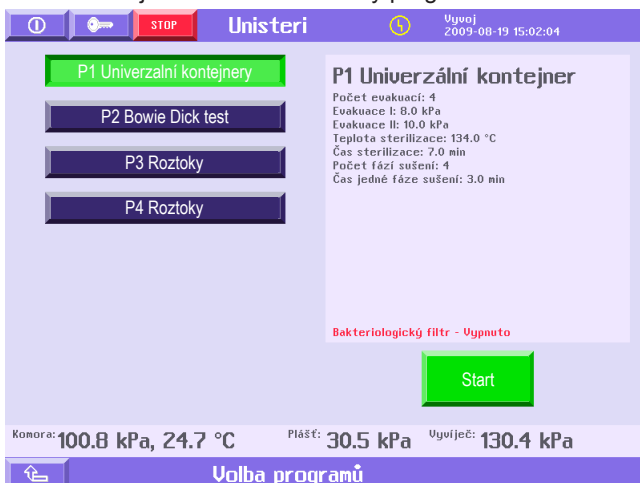 STOP
Unisteri
Vyvoj
2009-08-19 15:02:04
P1 Univerzalní kontejnery
P2 Bowie Dick test
P3 Roztoky
P4 Roztoky
P1 Univerzální kontejner
Počet evakuací: 4
Evakuace I: 8.0 kPa
Evakuace II: 10.0 kPa
Teplota sterilizace: 134.0 °C
Čas sterilizace: 7.0 min
Počet fází sušení: 4
Čas jedné fáze sušení: 3.0 min
Bakteriologický filtr - Vypnuto
Start
Komora: 100.8 kPa, 24.7 °C Plášť: 30.5 kPa Vyvíječ: 130.4 kPa
Volba programů